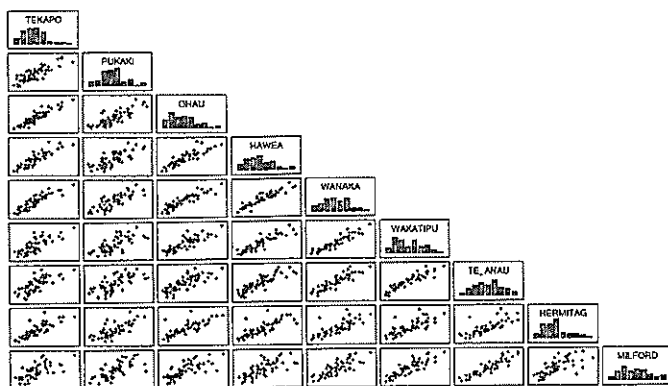 TEKAPO
PUKAKI
OHAU
HAWEA
WANAKA
WAKATIPU
TE_ANAU
HERMITAG
MILFORD